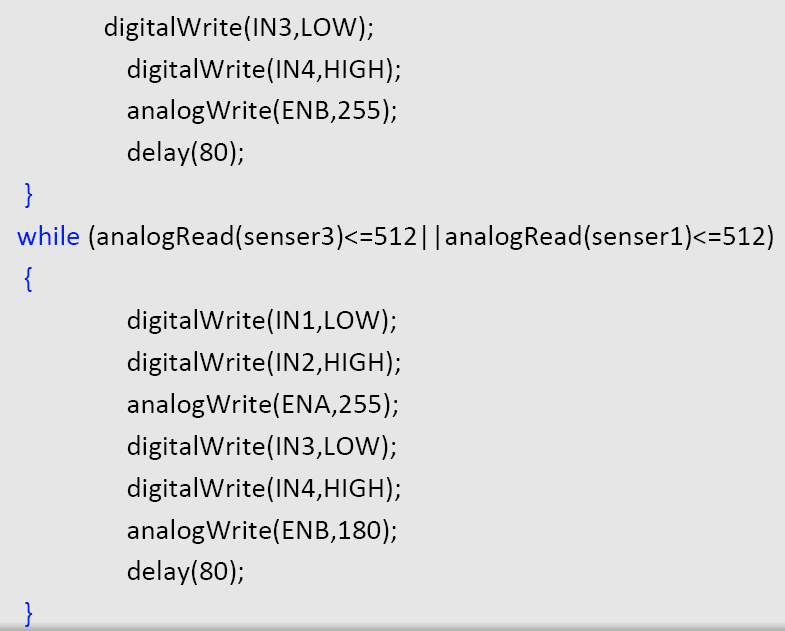 digitalWrite(IN3,LOW);
digitalWrite(IN4,HIGH);
analogWrite(ENB,255);
delay(80);
}
while (analogRead(senser3)<=512||analogRead(senser1)<=512)
{
digitalWrite(IN1,LOW);
digitalWrite(IN2,HIGH);
analogWrite(ENA,255);
digitalWrite(IN3,LOW);
digitalWrite(IN4,HIGH);
analogWrite(ENB,180);
delay(80);
}